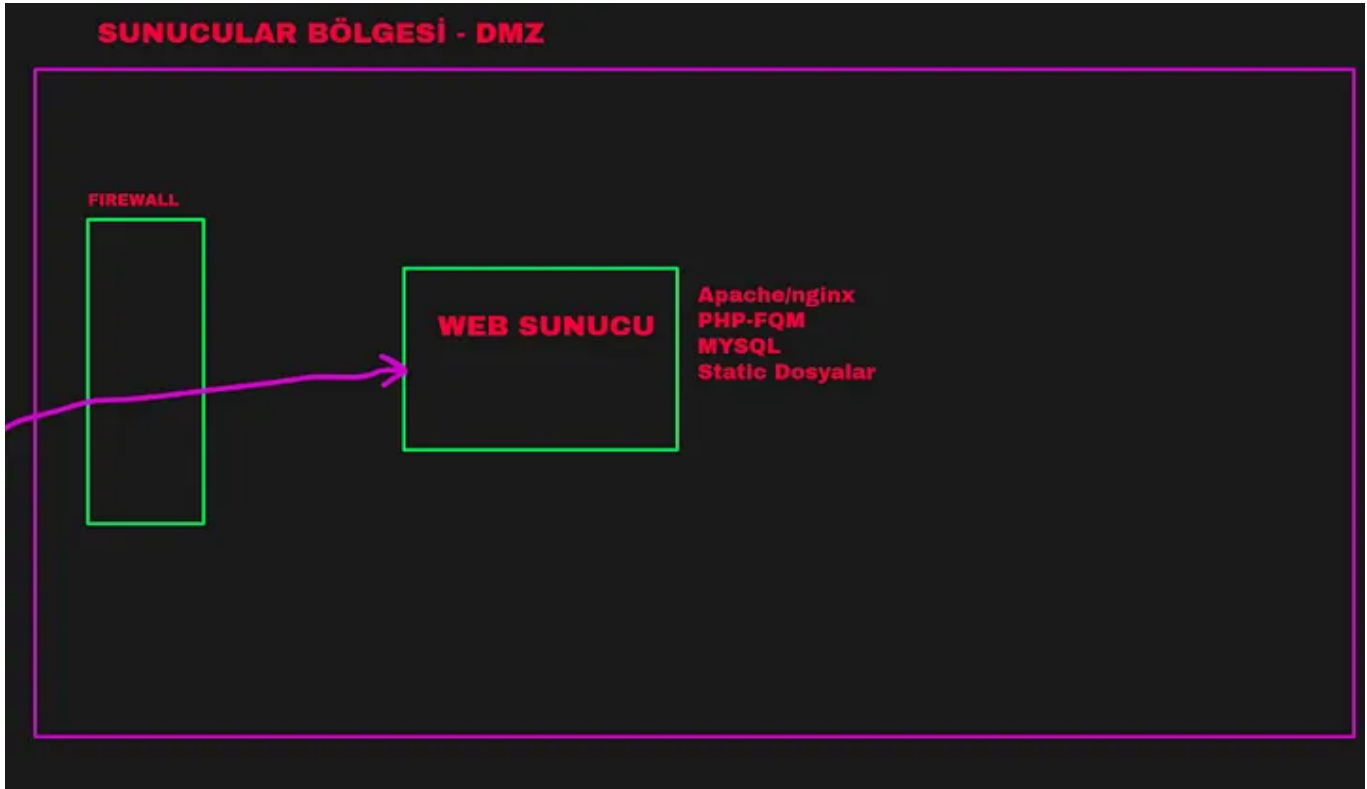 SUNUCULAR BÖLGESİ - DMZ
FIREWALL
WEB SUNUCU
Apache/nginx
PHP-FQM
MYSQL
Static Dosyalar